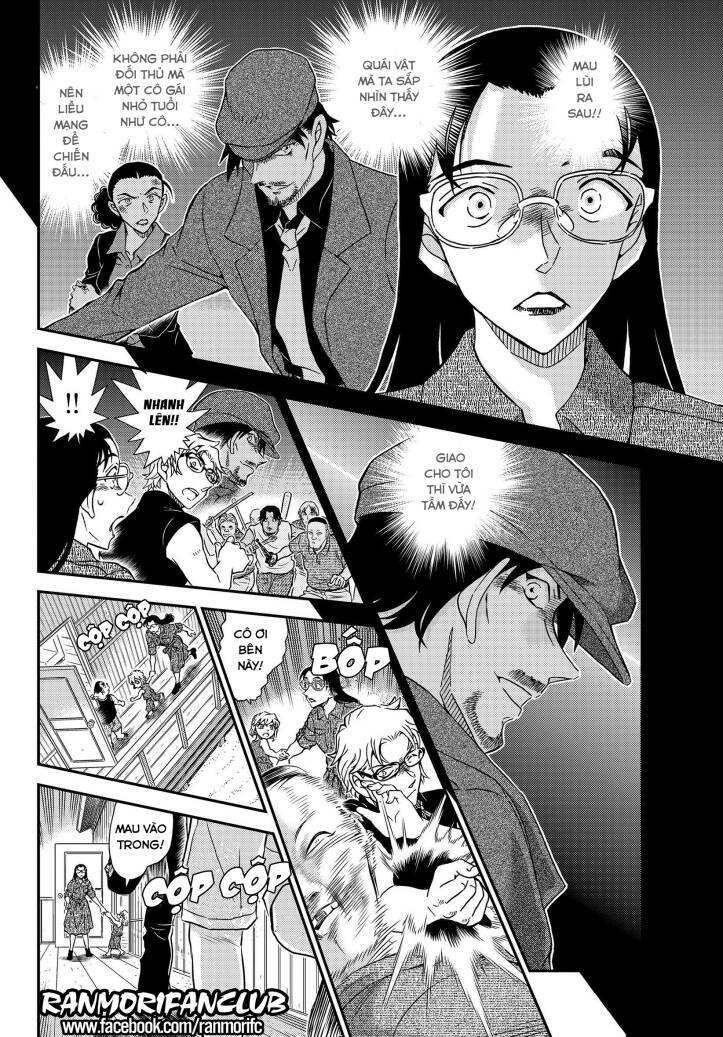 MAU
LÙI
RA
SAU!!
QUÁI VẬT
MÀ TA SẮP
NHÌN THẤY
ĐÂY...
KHÔNG PHẢI
ĐỐI THỦ MÀ
MỘT CÔ GÁI
NHỎ TUỔI
NHƯ CÔ...
NÊN
LIỀU
MẠNG
ĐỂ
CHIẾN
ĐẤU...
GIAO
CHO TÔI
THÌ VỪA
TẦM ĐẤY!
NHANH
LÊN!!
!!
BỐP
CÔ ƠI
BÊN
NÀY!
CỘP CỘP
MAU VÀO
TRONG!
CỘP CỘP
RANMORIFANCLUB
www.facebook.com/ranmorifc